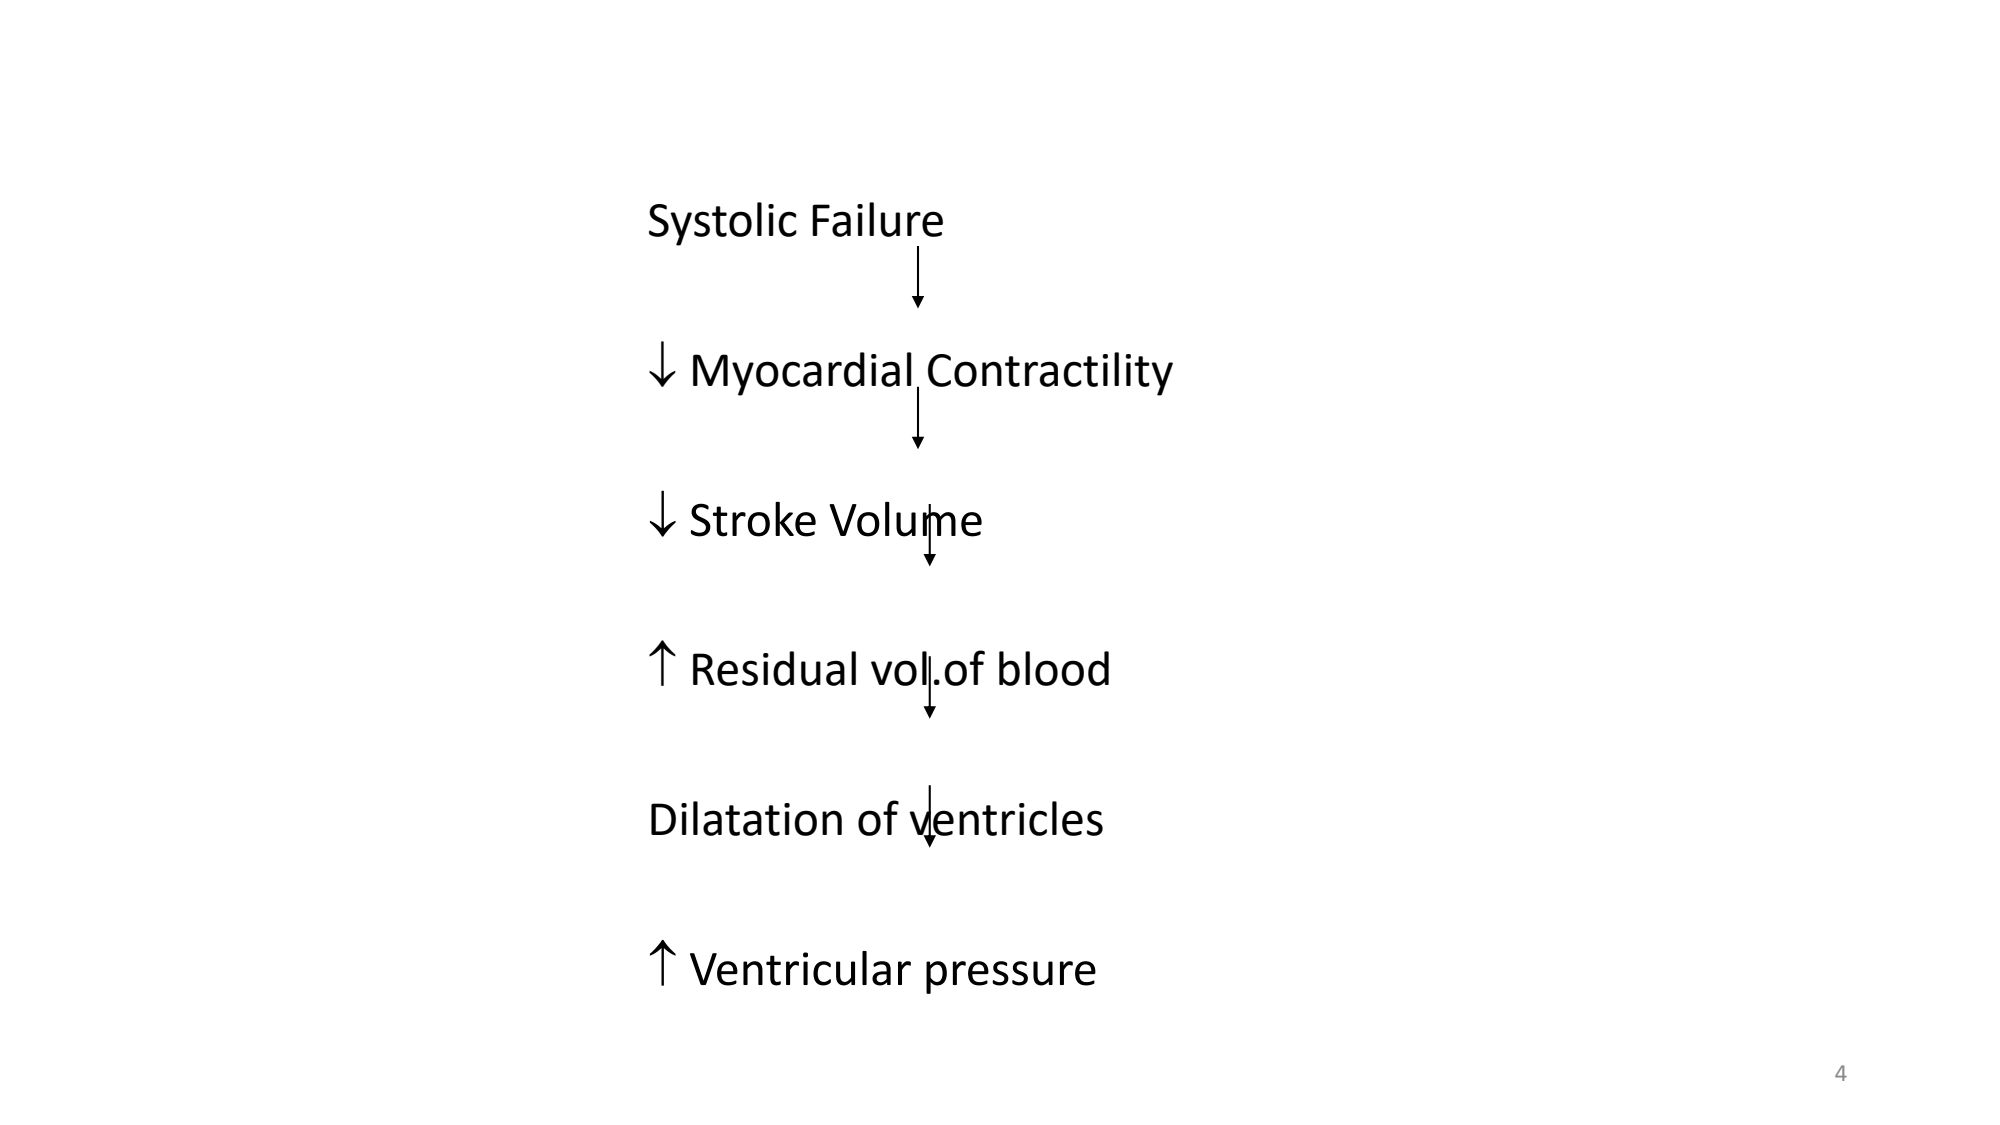 Systolic Failure
↓ Myocardial Contractility
↓ Stroke Volume
↑ Residual vol.of blood
Dilatation of ventricles
↑ Ventricular pressure
4